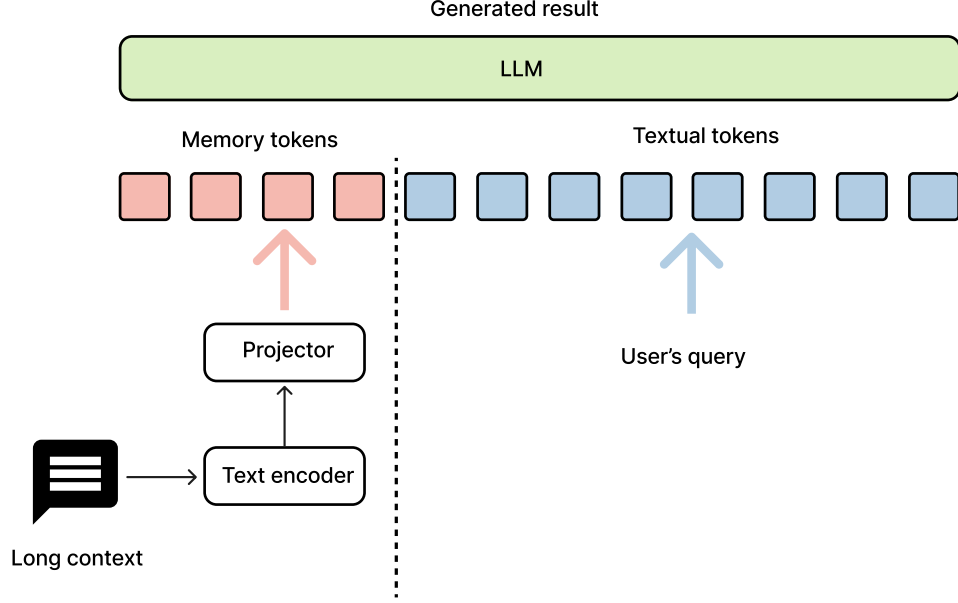 Generated result
LLM
Memory tokens
Textual tokens
Projector
User’s query
Text encoder
Long context